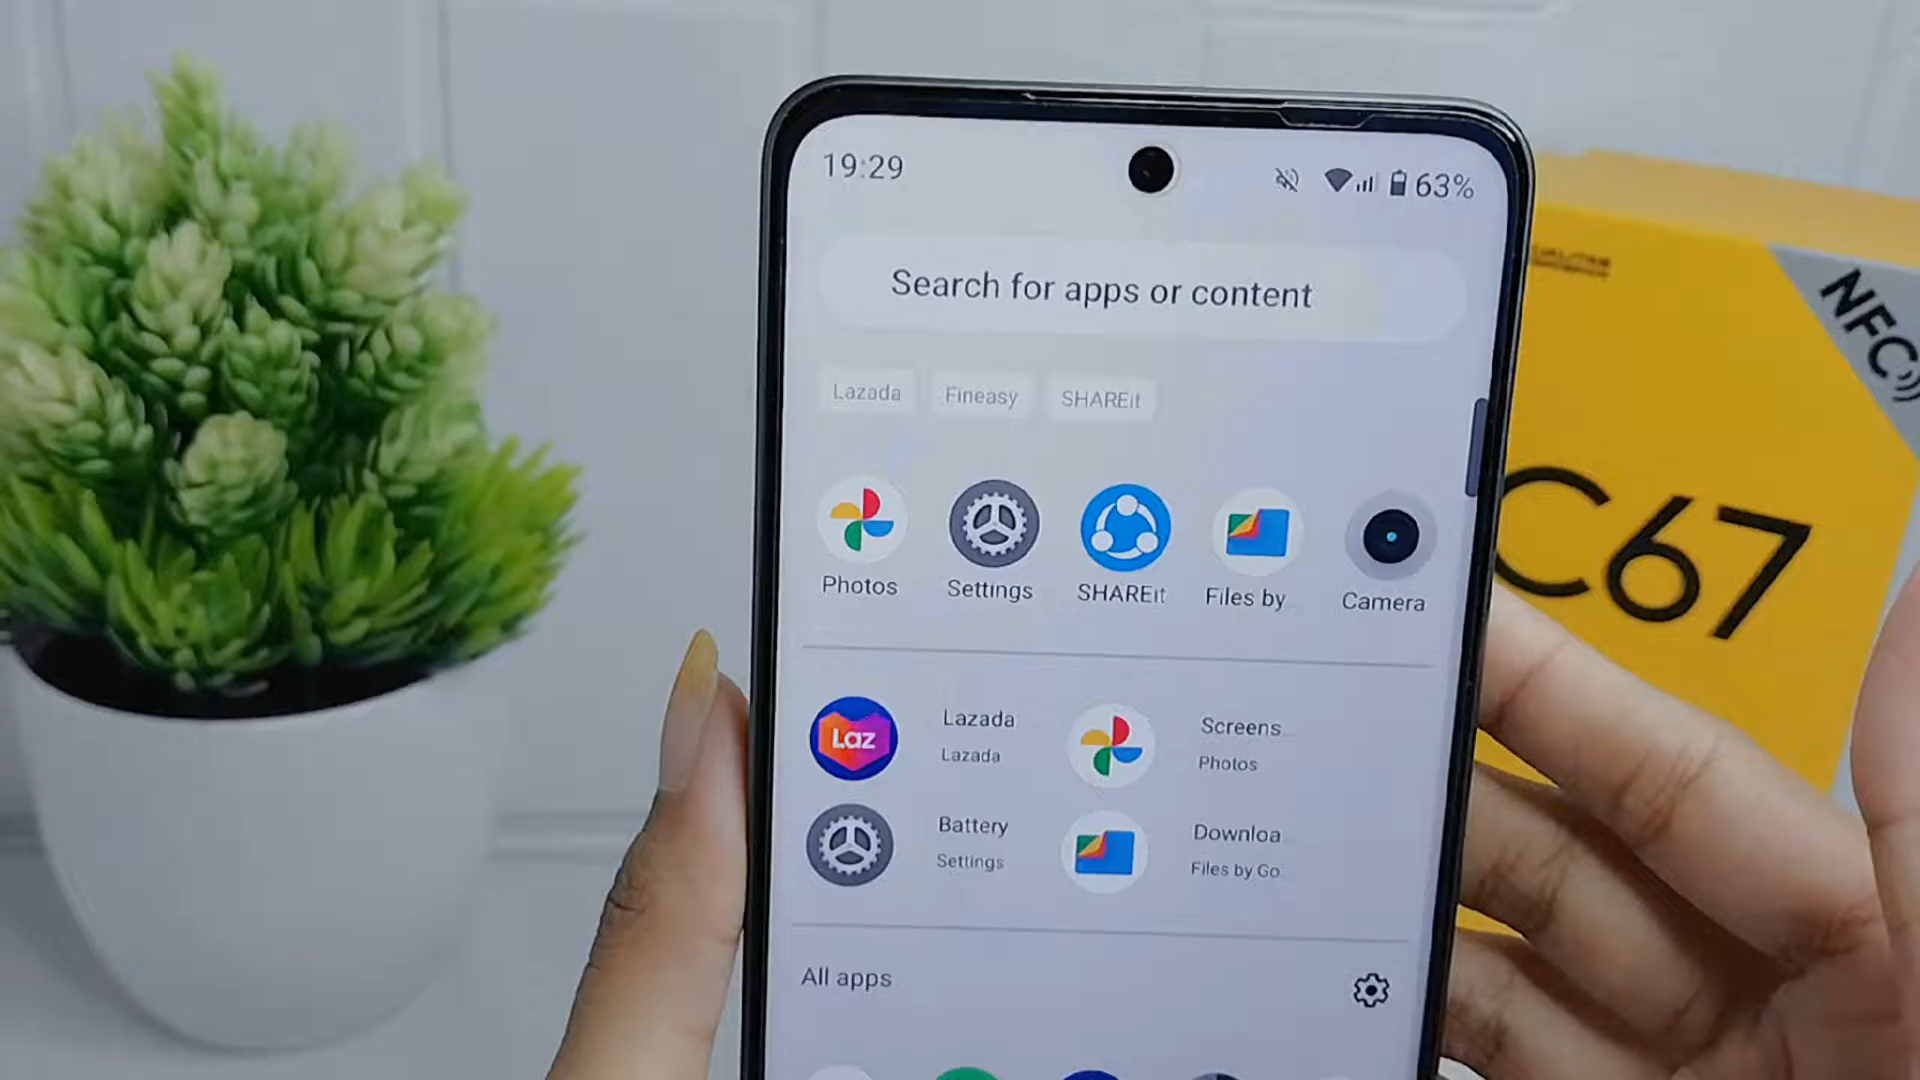 19:29
63%
Search for apps or content
Lazada Fineasy SHAREit
Photos Settings SHAREit Files by Camera
Laz
Lazada
Lazada
Screens...
Photos
Battery
Settings
Downloa
Files by Go
All apps
NFC
C67